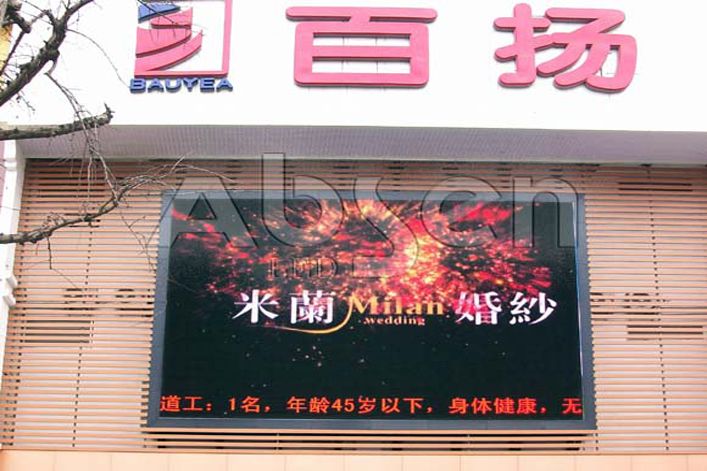 百扬
BAUYEA
Absen
米蘭 Milan 婚紗
wedding
道工：1名，年龄45岁以下，身体健康，无